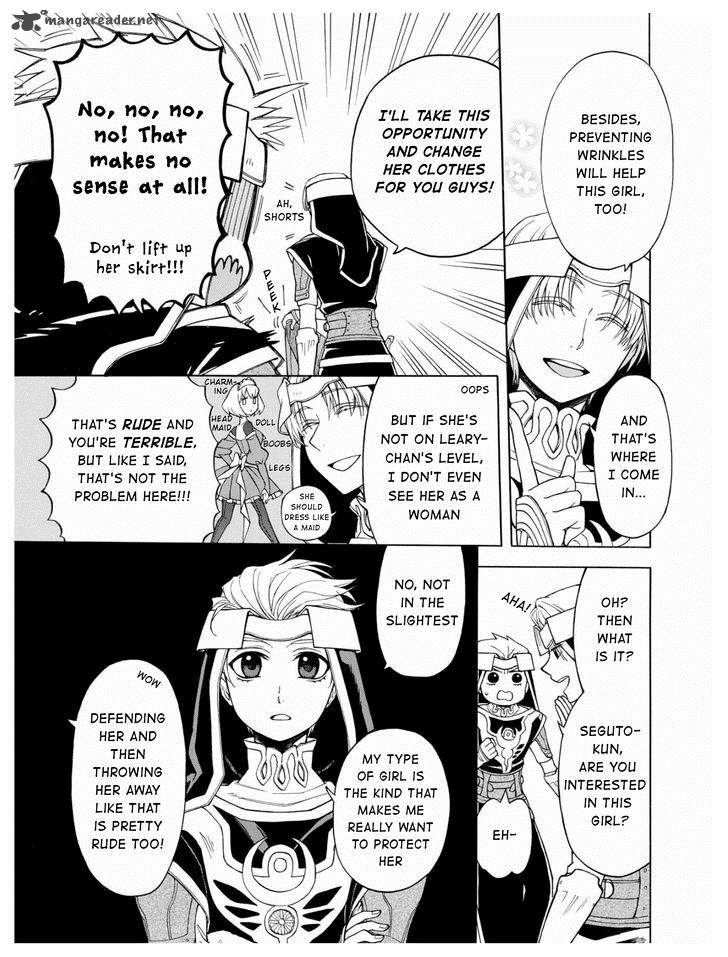 mangareader.net
BESIDES,
PREVENTING
WRINKLES
WILL HELP
THIS GIRL,
TOO!
AND
THAT'S
WHERE
I COME
IN...
I'LL TAKE THIS
OPPORTUNITY
AND CHANGE
HER CLOTHES
FOR YOU GUYS!
AH,
SHORTS
PEEK
No, no, no,
no! That
makes no
sense at all!
Don't lift up
her skirt!!!
OOPS
BUT IF SHE'S
NOT ON LEARY-
CHAN'S LEVEL,
I DON'T EVEN
SEE HER AS A
WOMAN
CHARM-
ING
HEAD
MAID
DOLL
BOOBS
LEGS
SHE
SHOULD
DRESS LIKE
A MAID
THAT'S RUDE AND
YOU'RE TERRIBLE,
BUT LIKE I SAID,
THAT'S NOT THE
PROBLEM HERE!!!
OH?
THEN
WHAT
IS IT?
AHA!
SEGUTO-
KUN,
ARE YOU
INTERESTED
IN THIS
GIRL?
EH-
NO, NOT
IN THE
SLIGHTEST
MY TYPE
OF GIRL IS
THE KIND THAT
MAKES ME
REALLY WANT
TO PROTECT
HER
WOW
DEFENDING
HER AND
THEN
THROWING
HER AWAY
LIKE THAT
IS PRETTY
RUDE TOO!